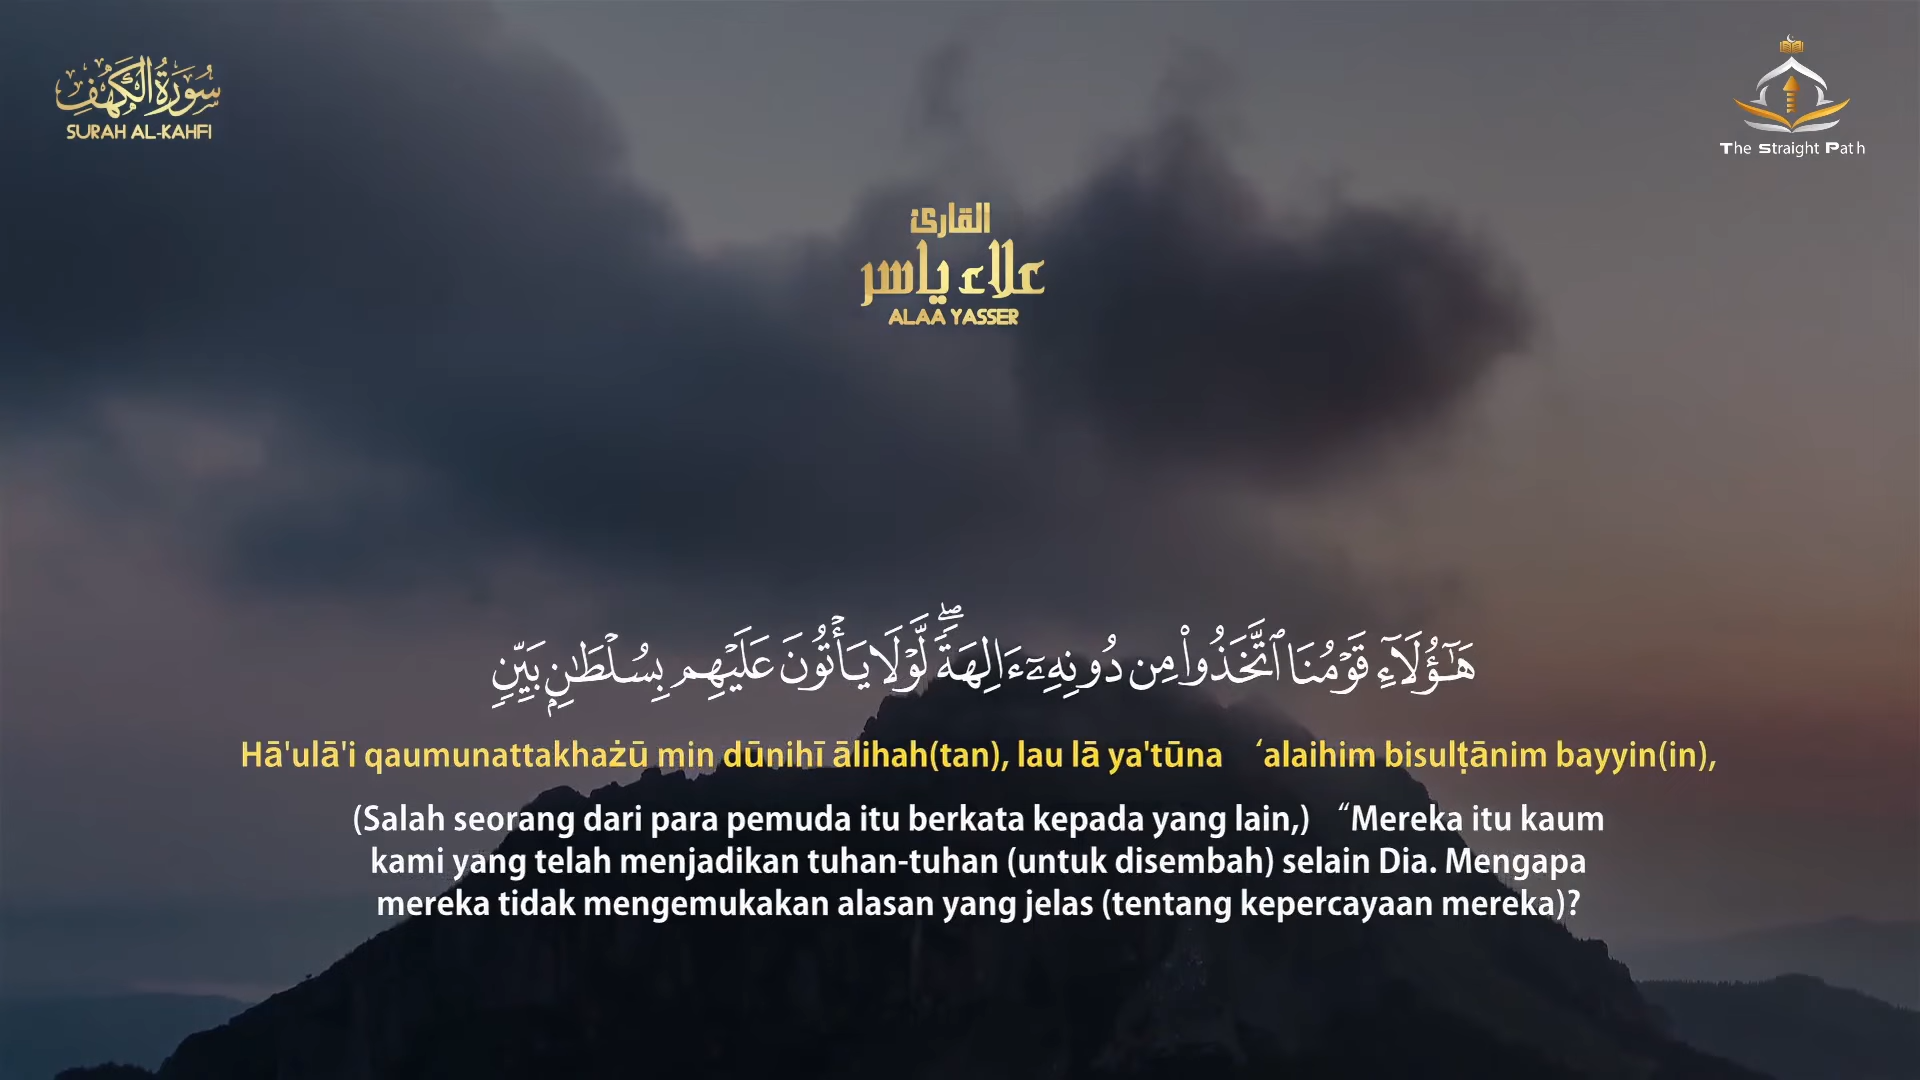 سُورَةُ الْكَهْفِ
SURAH AL-KAHFI
The Straight Path
القارئ
علاء ياسر
ALAA YASSER
هَٰٓؤُلَآءِ قَوْمُنَا ٱتَّخَذُوا۟ مِن دُونِهِۦٓ ءَالِهَةً ۖ لَّوْلَا يَأْتُونَ عَلَيْهِم بِسُلْطَٰنٍۭ بَيِّنٍ
Hā'ulā'i qaumunattakhażū min dūnihī ālihah(tan), lau lā ya'tūna ‘alaihim bisulṭānim bayyin(in),
(Salah seorang dari para pemuda itu berkata kepada yang lain,) “Mereka itu kaum
kami yang telah menjadikan tuhan-tuhan (untuk disembah) selain Dia. Mengapa
mereka tidak mengemukakan alasan yang jelas (tentang kepercayaan mereka)?